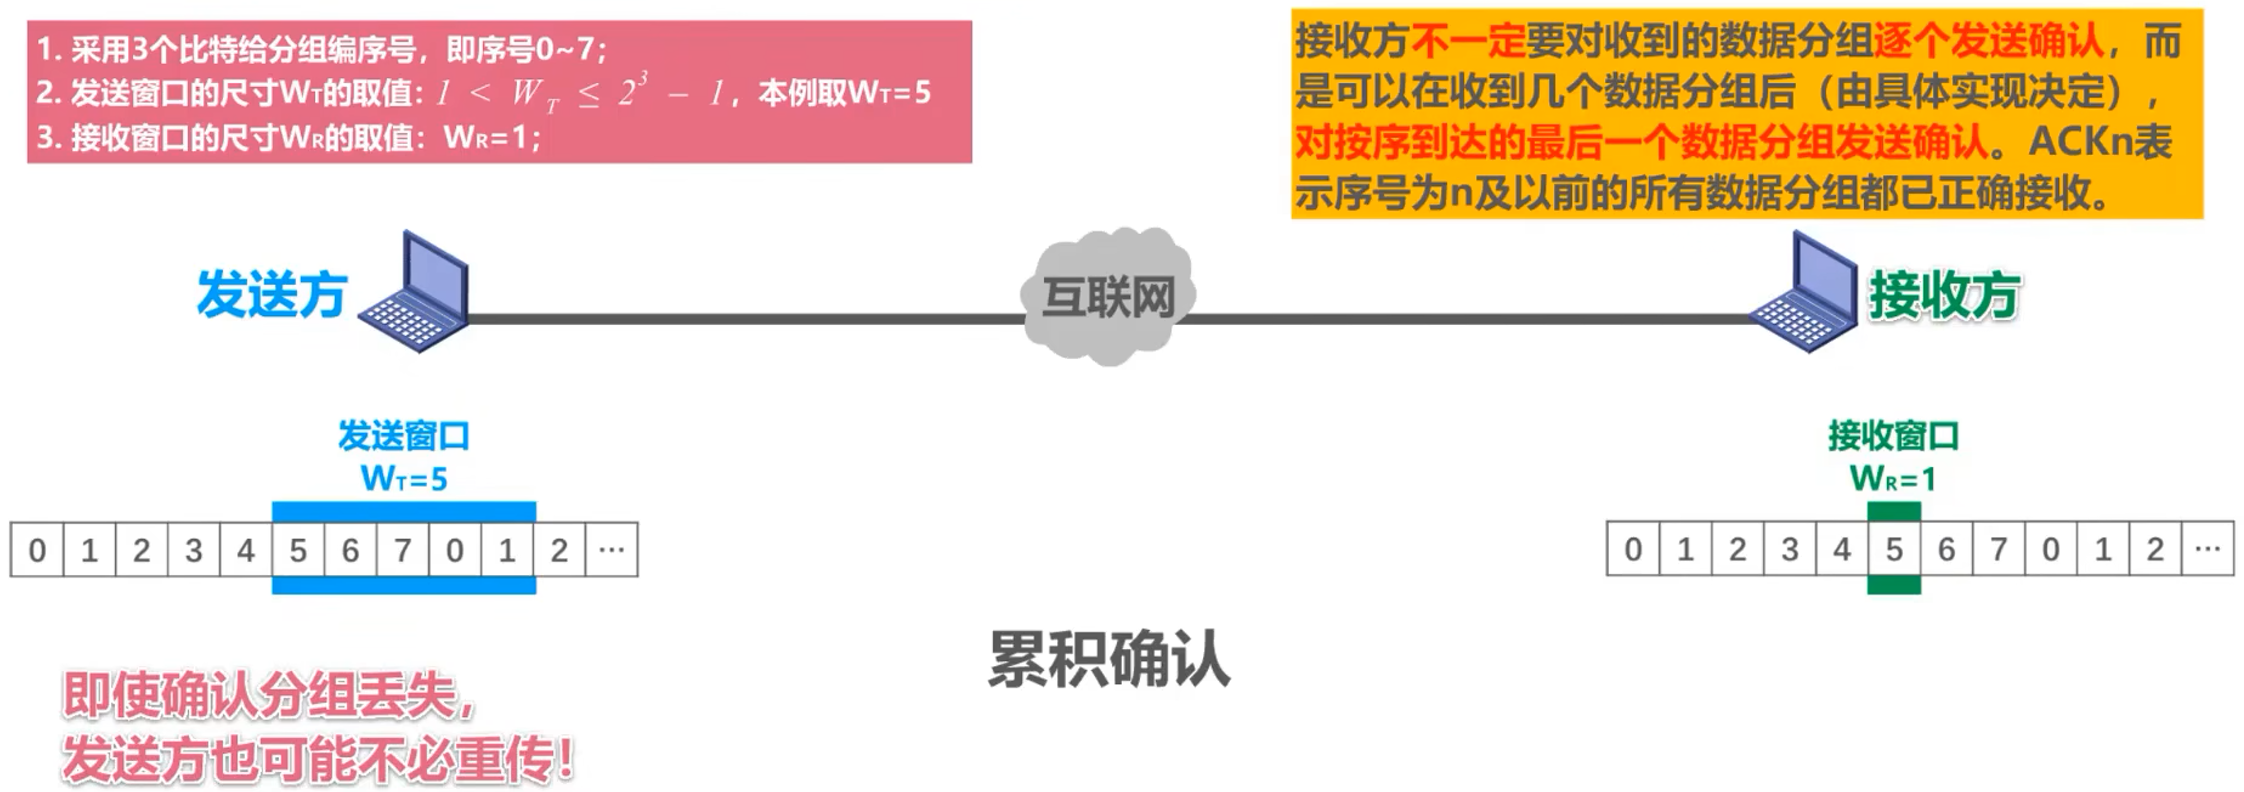 1. 采用3个比特给分组编序号，即序号0~7；
2. 发送窗口的尺寸WT的取值：1 < W_T ≤ 2³ − 1，本例取WT=5
3. 接收窗口的尺寸WR的取值：WR=1；
接收方不一定要对收到的数据分组逐个发送确认，而
是可以在收到几个数据分组后（由具体实现决定），
对按序到达的最后一个数据分组发送确认。ACKn表
示序号为n及以前的所有数据分组都已正确接收。
发送方
互联网
接收方
发送窗口
WT=5
0 1 2 3 4 5 6 7 0 1 2 ···
接收窗口
WR=1
0 1 2 3 4 5 6 7 0 1 2 ···
累积确认
即使确认分组丢失，
发送方也可能不必重传！